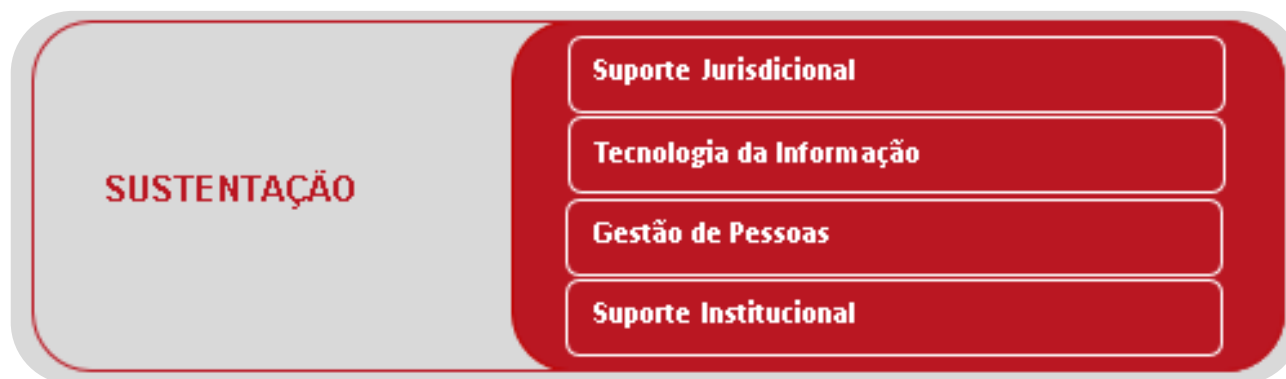 SUSTENTAÇÃO
Suporte Jurisdicional
Tecnologia da Informação
Gestão de Pessoas
Suporte Institucional